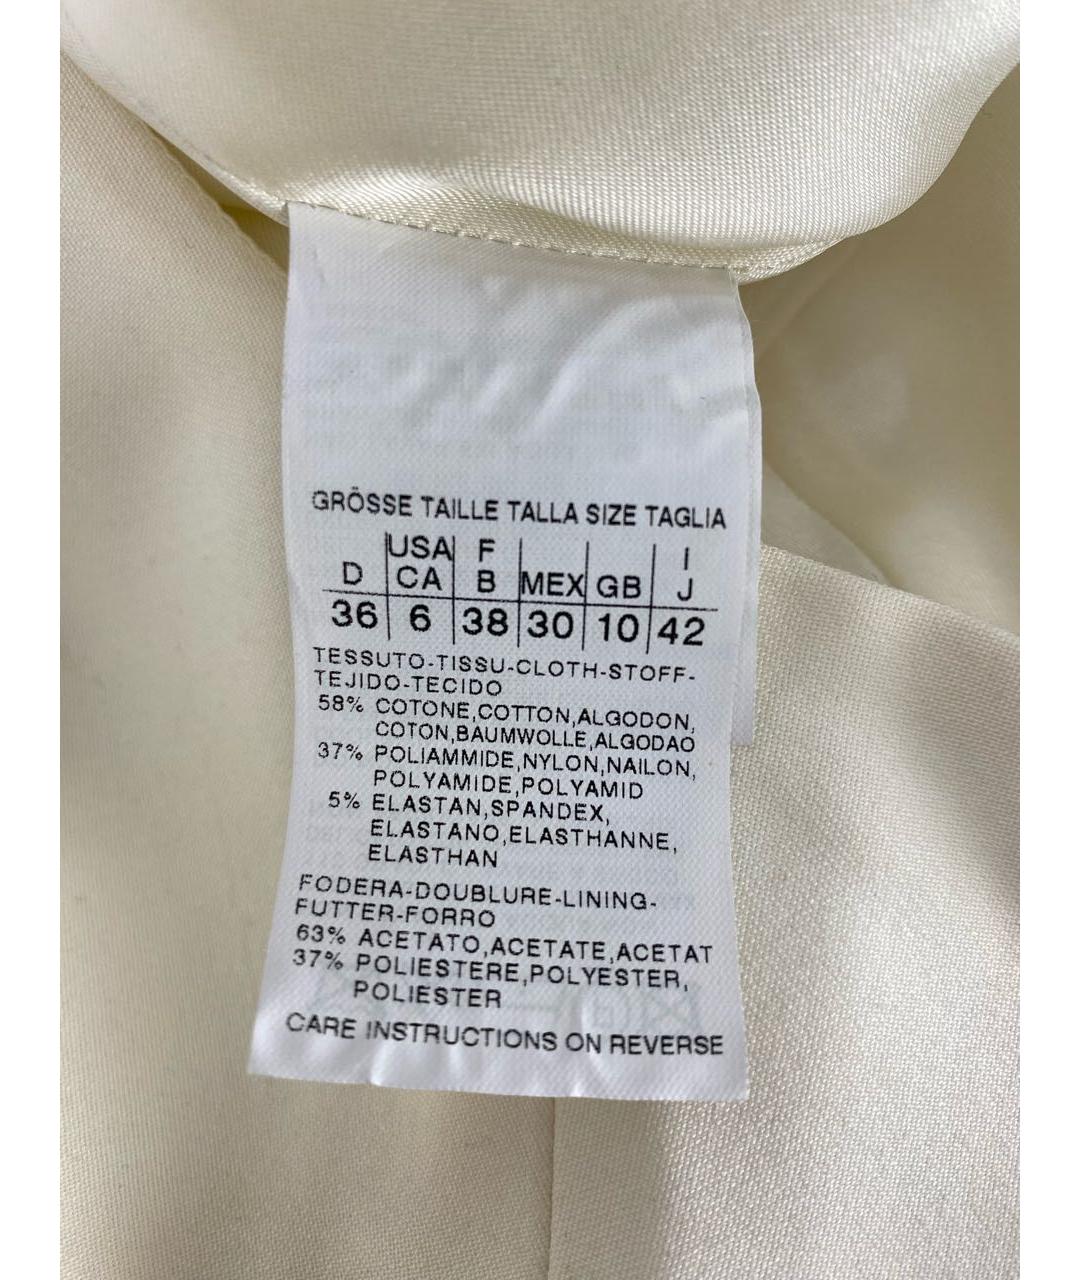 GRÖSSE TAILLE TALLA SIZE TAGLIA
USA F I
D CA B MEX GB J
36 6 38 30 10 42
TESSUTO-TISSU-CLOTH-STOFF-
TEJIDO-TECIDO
58% COTONE,COTTON,ALGODON,
COTON,BAUMWOLLE,ALGODAO
37% POLIAMMIDE,NYLON,NAILON,
POLYAMIDE,POLYAMID
5% ELASTAN,SPANDEX,
ELASTANO,ELASTHANNE,
ELASTHAN
FODERA-DOUBLURE-LINING-
FUTTER-FORRO
63% ACETATO,ACETATE,ACETAT
37% POLIESTERE,POLYESTER,
POLIESTER
CARE INSTRUCTIONS ON REVERSE